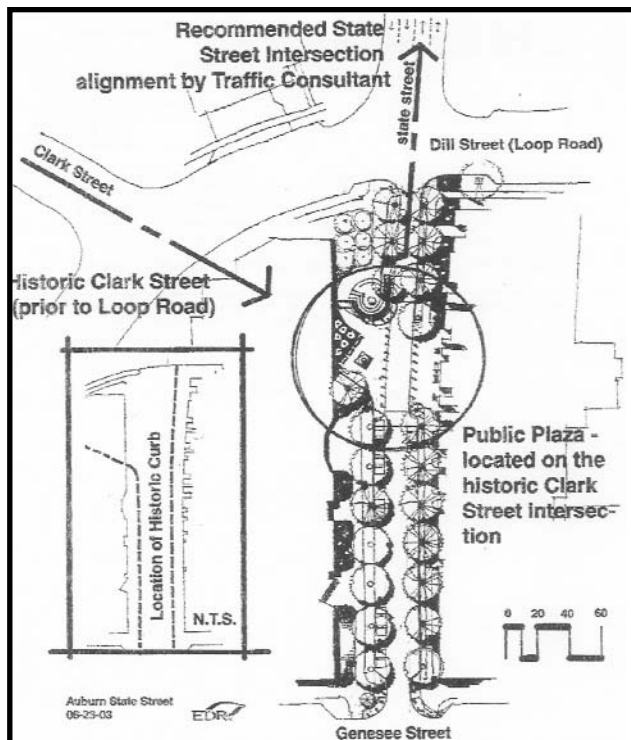 Recommended State
Street Intersection
alignment by Traffic Consultant
state street
Dill Street (Loop Road)
Clark Street
Historic Clark Street
(prior to Loop Road)
Location of Historic Curb
N.T.S.
Public Plaza -
located on the
historic Clark
Street intersec-
tion
0 20 40 60
Auburn State Street
06-23-03
EDR
Genesee Street